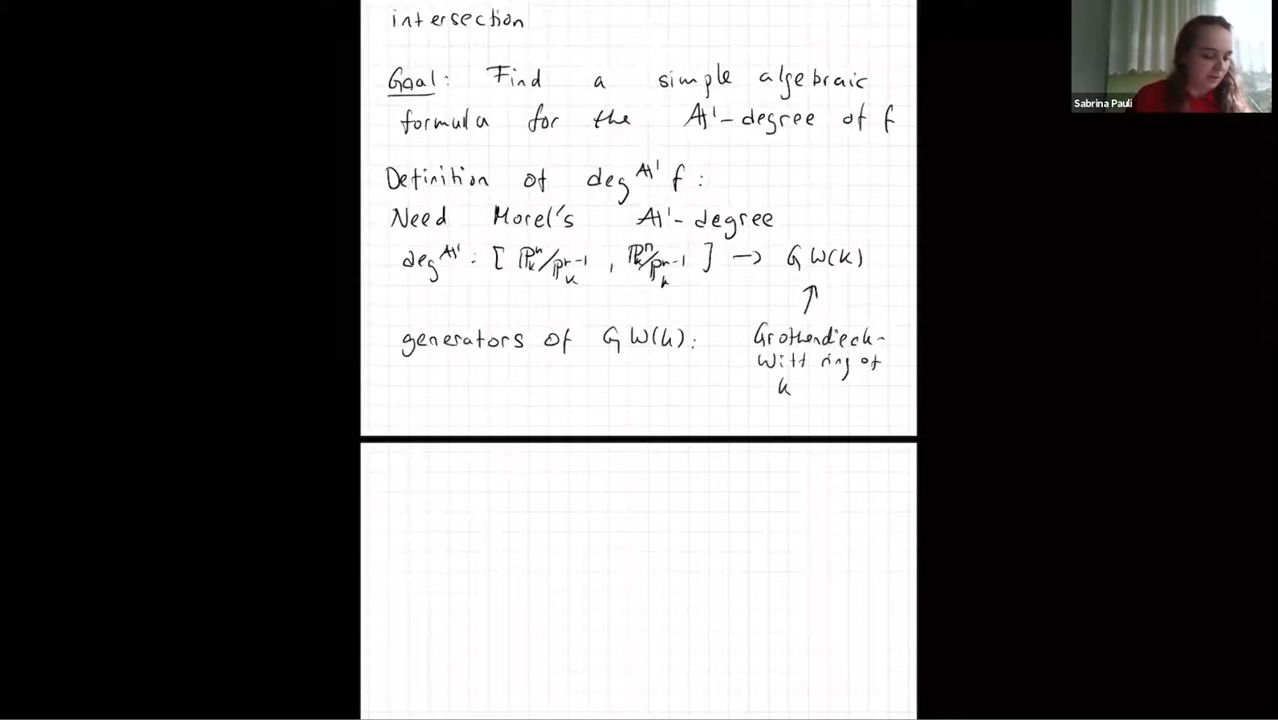 intersection
Goal: Find a simple algebraic
formula for the A¹-degree of f
Definition of deg^A¹ f:
Need Morel's A¹-degree
deg^A¹ : [ P^n_k/P^n-1_k , P^n_k/P^n-1_k ] → GW(k)
↑
generators of GW(k):
Grothendieck-
Witt ring of
k
Sabrina Pauli